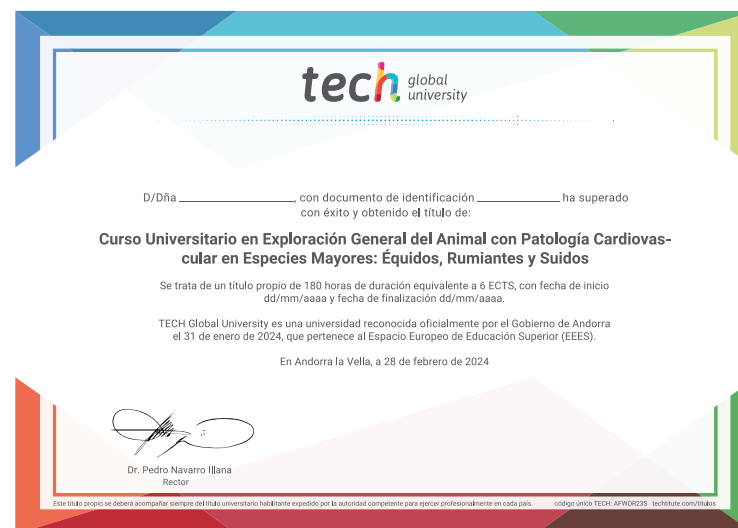 tech global
university
D/Dña ____________, con documento de identificación ____________ ha superado
con éxito y obtenido el título de:
Curso Universitario en Exploración General del Animal con Patología Cardiovas-
cular en Especies Mayores: Équidos, Rumiantes y Suidos
Se trata de un título propio de 180 horas de duración equivalente a 6 ECTS, con fecha de inicio
dd/mm/aaaa y fecha de finalización dd/mm/aaaa.
TECH Global University es una universidad reconocida oficialmente por el Gobierno de Andorra
el 31 de enero de 2024, que pertenece al Espacio Europeo de Educación Superior (EEES).
En Andorra la Vella, a 28 de febrero de 2024
Dr. Pedro Navarro Illana
Rector
Este título propio se deberá acompañar siempre del título universitario habilitante expedido por la autoridad competente para ejercer profesionalmente en cada país. código único TECH: AFWOR23S techtitute.com/titulos